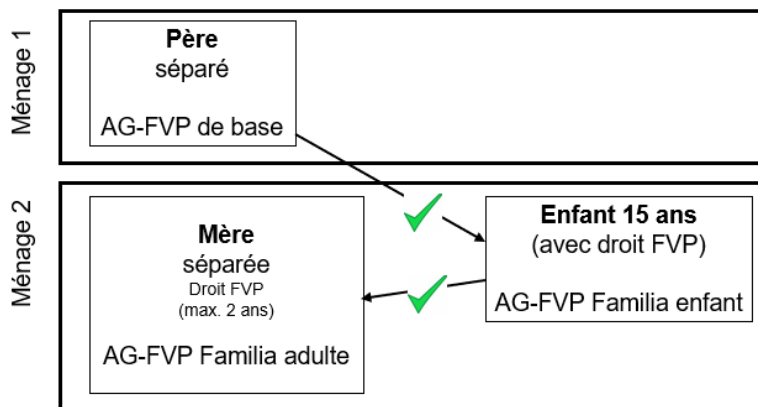 Ménage 1
Père
séparé
AG-FVP de base
Ménage 2
Mère
séparée
Droit FVP
(max. 2 ans)
AG-FVP Familia adulte
Enfant 15 ans
(avec droit FVP)
AG-FVP Familia enfant